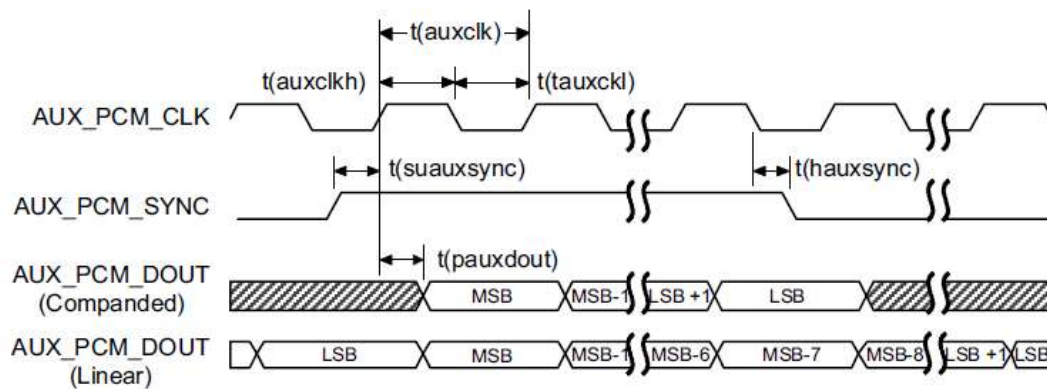 t(auxclk)
t(auxclkh)
t(tauxckl)
AUX_PCM_CLK
t(suauxsync)
t(hauxsync)
AUX_PCM_SYNC
t(pauxdout)
AUX_PCM_DOUT
(Companded)
MSB
MSB-1
LSB +1
LSB
AUX_PCM_DOUT
(Linear)
LSB
MSB
MSB-1
MSB-6
MSB-7
MSB-8
LSB +1
LSB